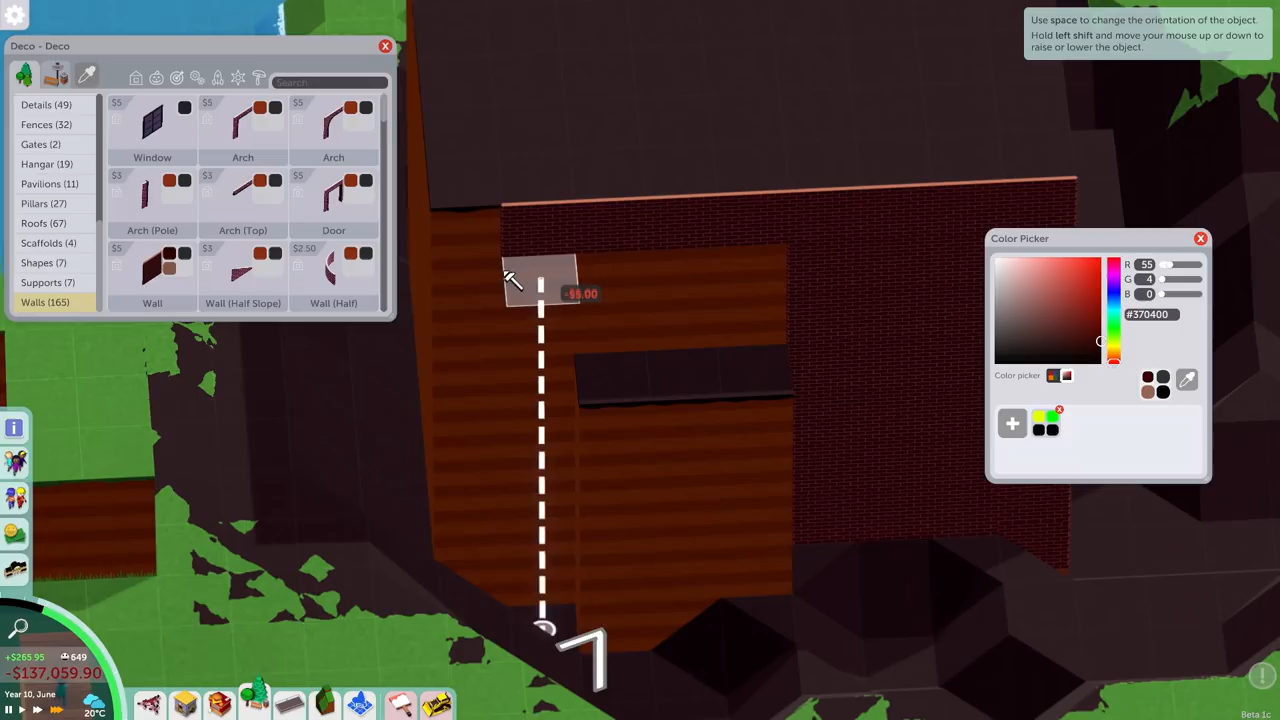 Use space to change the orientation of the object.
Hold left shift and move your mouse up or down to
raise or lower the object.
Deco - Deco
Search
Details (49)
Fences (32)
Gates (2)
Hangar (19)
Pavilions (11)
Pillars (27)
Roofs (67)
Scaffolds (4)
Shapes (7)
Supports (7)
Walls (165)
$5 $5 $5
Window Arch Arch
$3 $3 $5
Arch (Pole) Arch (Top) Door
$5 $3 $2.50
Wall Wall (Half Slope) Wall (Half)
Color Picker
R 55
G 4
B 0
#370400
Color picker
+$265.95 649
-$137,059.90
Year 10, June
20°C
Beta 1c